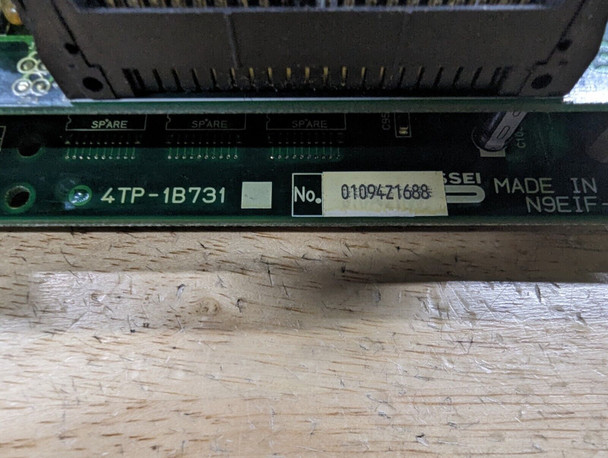 SPARE SPARE SPARE
4TP-1B731 No. 0109421688 SSEI MADE IN
N9EIF-